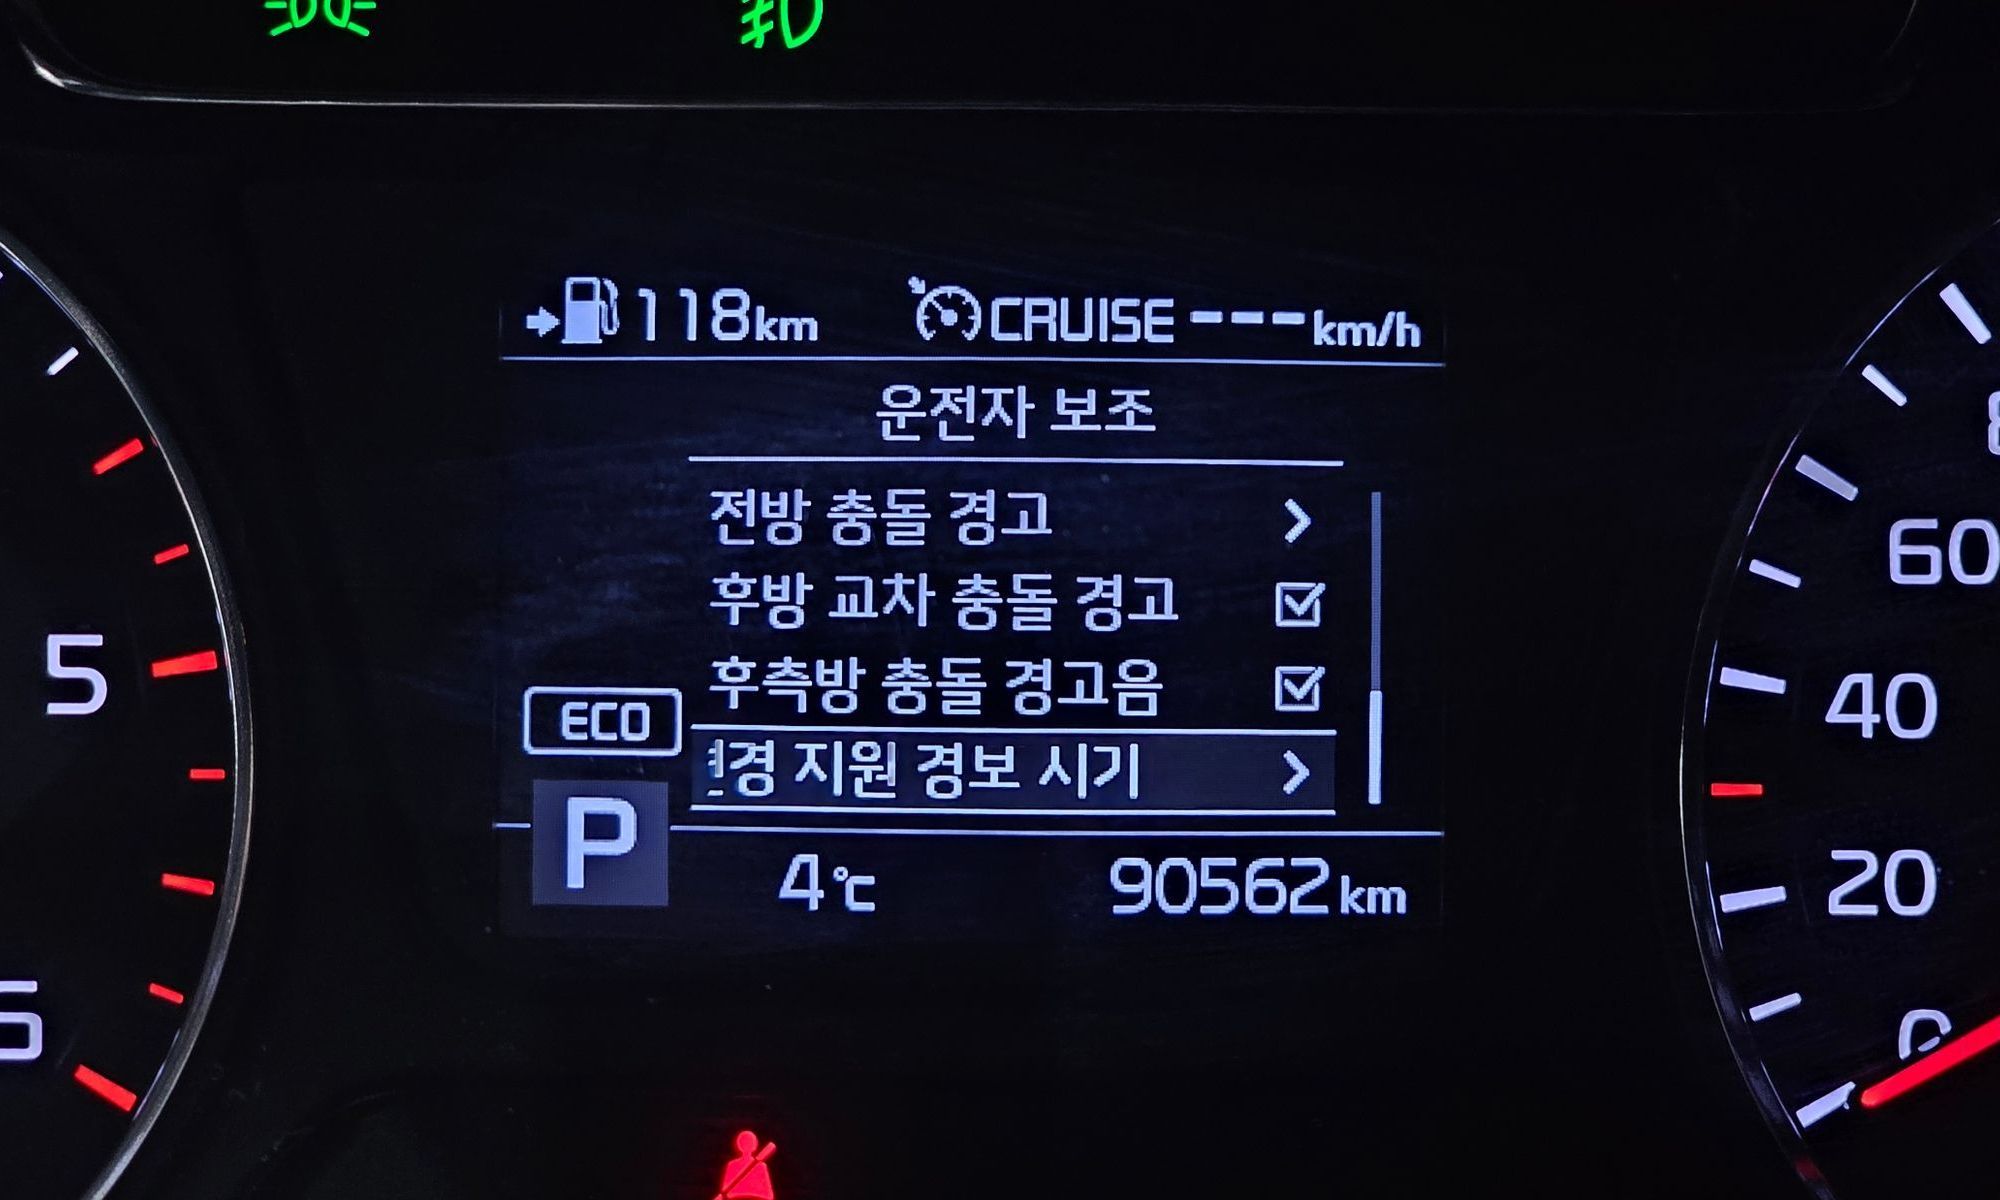 118km CRUISE ---km/h
운전자 보조
전방 충돌 경고
후방 교차 충돌 경고
후측방 충돌 경고음
ECO
지원 경보 시기
P
4℃ 90562km
5
6
60
40
20
0